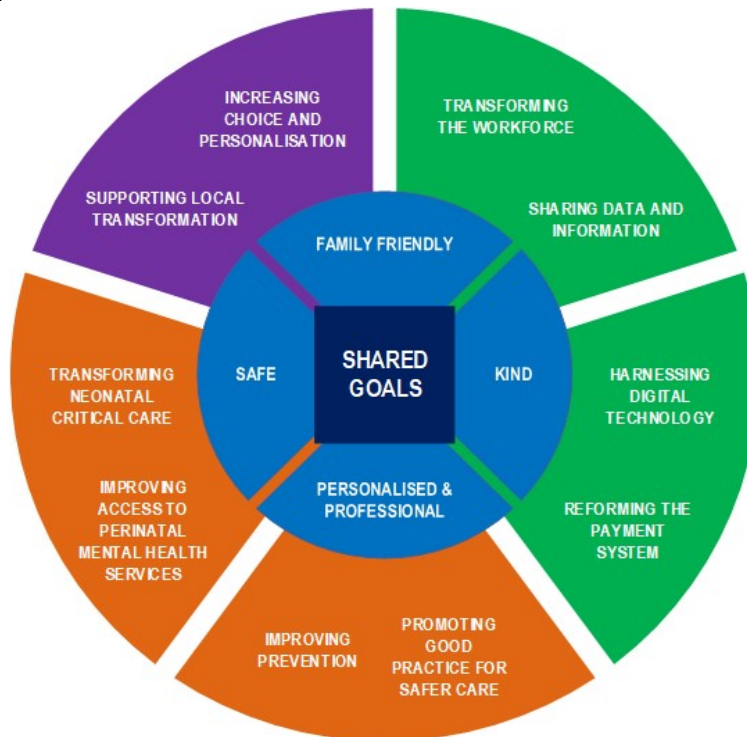 INCREASING
CHOICE AND
PERSONALISATION
SUPPORTING LOCAL
TRANSFORMATION
TRANSFORMING
THE WORKFORCE
SHARING DATA AND
INFORMATION
FAMILY FRIENDLY
SAFE
SHARED
GOALS
KIND
PERSONALISED &
PROFESSIONAL
TRANSFORMING
NEONATAL
CRITICAL CARE
IMPROVING
ACCESS TO
PERINATAL
MENTAL HEALTH
SERVICES
HARNESSING
DIGITAL
TECHNOLOGY
REFORMING THE
PAYMENT
SYSTEM
IMPROVING
PREVENTION
PROMOTING
GOOD
PRACTICE FOR
SAFER CARE